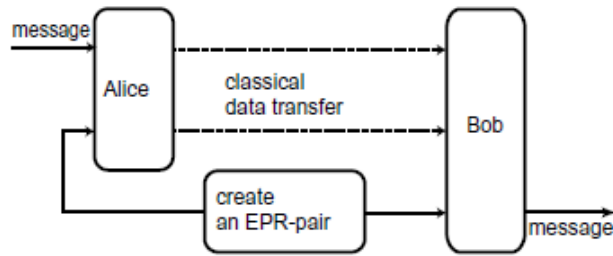 message
Alice
classical
data transfer
Bob
create
an EPR-pair
message